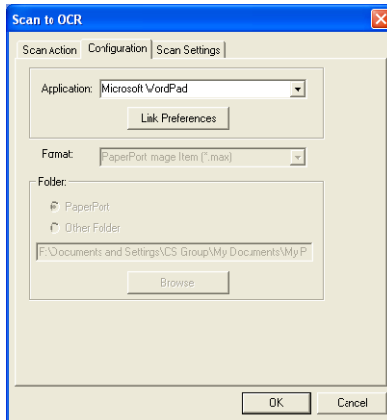 Scan to OCR
Scan Action Configuration Scan Settings
Application: Microsoft WordPad
Link Preferences
Format: PaperPort Image Item (*.max)
Folder:
PaperPort
Other Folder
F:\Documents and Settings\CS Group\My Documents\My P
Browse
OK Cancel